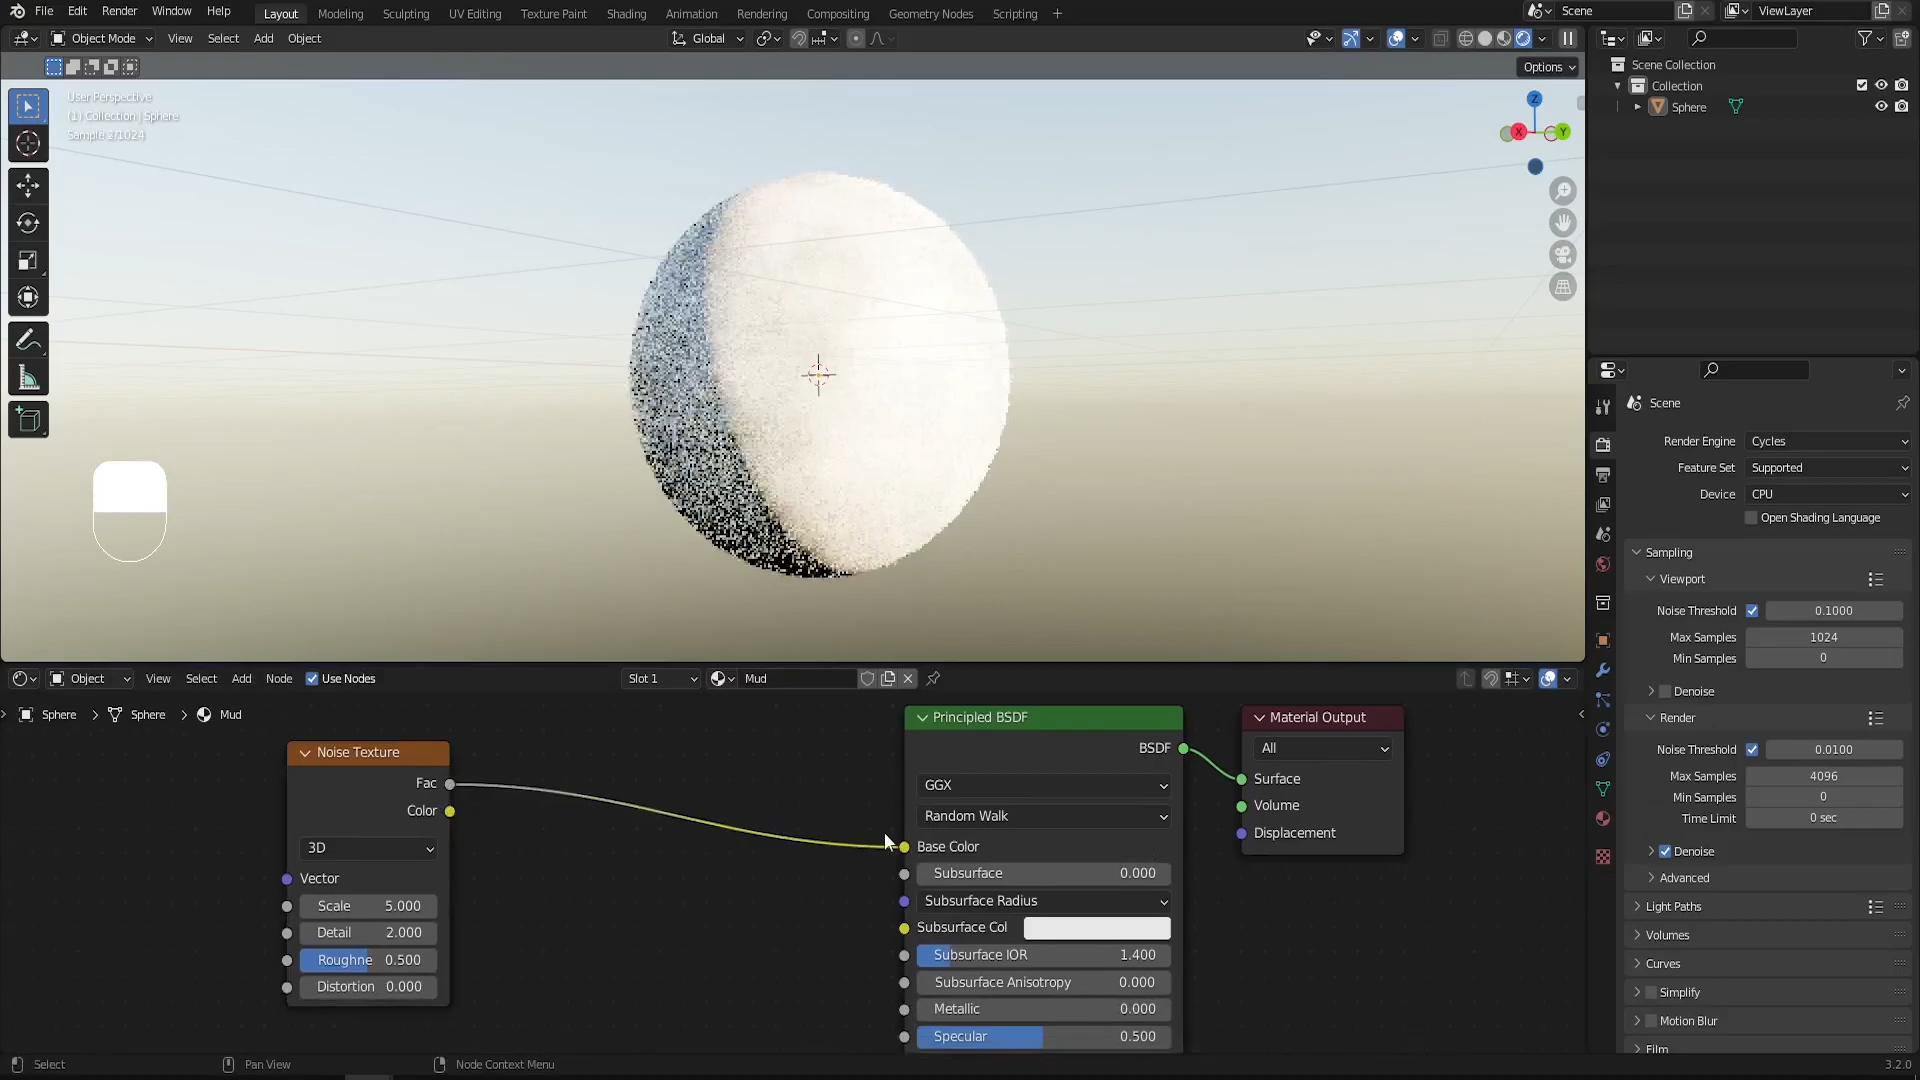 File Edit Render Window Help Layout Modeling Sculpting UV Editing Texture Paint Shading Animation Rendering Compositing Geometry Nodes Scripting + Scene ViewLayer
Object Mode View Select Add Object Global
Options
User Perspective
(1) Collection | Sphere
Sample 2/1024
Z
X Y
Scene Collection
Collection
Sphere
Scene
Render Engine Cycles
Feature Set Supported
Device CPU
Open Shading Language
Sampling
Viewport
Noise Threshold 0.1000
Max Samples 1024
Min Samples 0
Denoise
Render
Noise Threshold 0.0100
Max Samples 4096
Min Samples 0
Time Limit 0 sec
Denoise
Advanced
Light Paths
Volumes
Curves
Simplify
Motion Blur
Film
Object View Select Add Node Use Nodes Slot 1 Mud
Sphere > Sphere > Mud
Noise Texture
Fac
Color
3D
Vector
Scale 5.000
Detail 2.000
Roughne 0.500
Distortion 0.000
Principled BSDF
BSDF
GGX
Random Walk
Base Color
Subsurface 0.000
Subsurface Radius
Subsurface Col
Subsurface IOR 1.400
Subsurface Anisotropy 0.000
Metallic 0.000
Specular 0.500
Material Output
All
Surface
Volume
Displacement
Select Pan View Node Context Menu 3.2.0